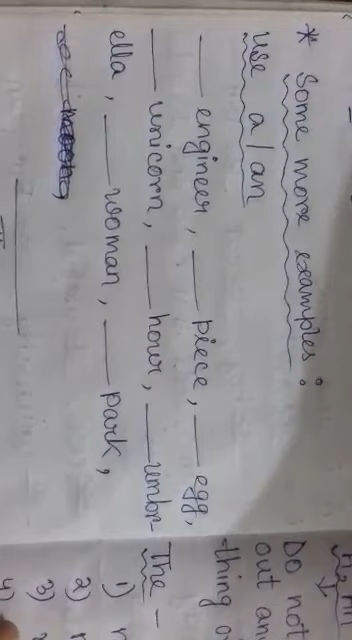 * Some more examples:
use a/an
___ engineer, ___ piece, ___ egg,
___ unicorn, ___ hour, ___ umbr-
ella, ___ woman, ___ park,
Do not
out an
thing
The -
1)
2)
3)
4)